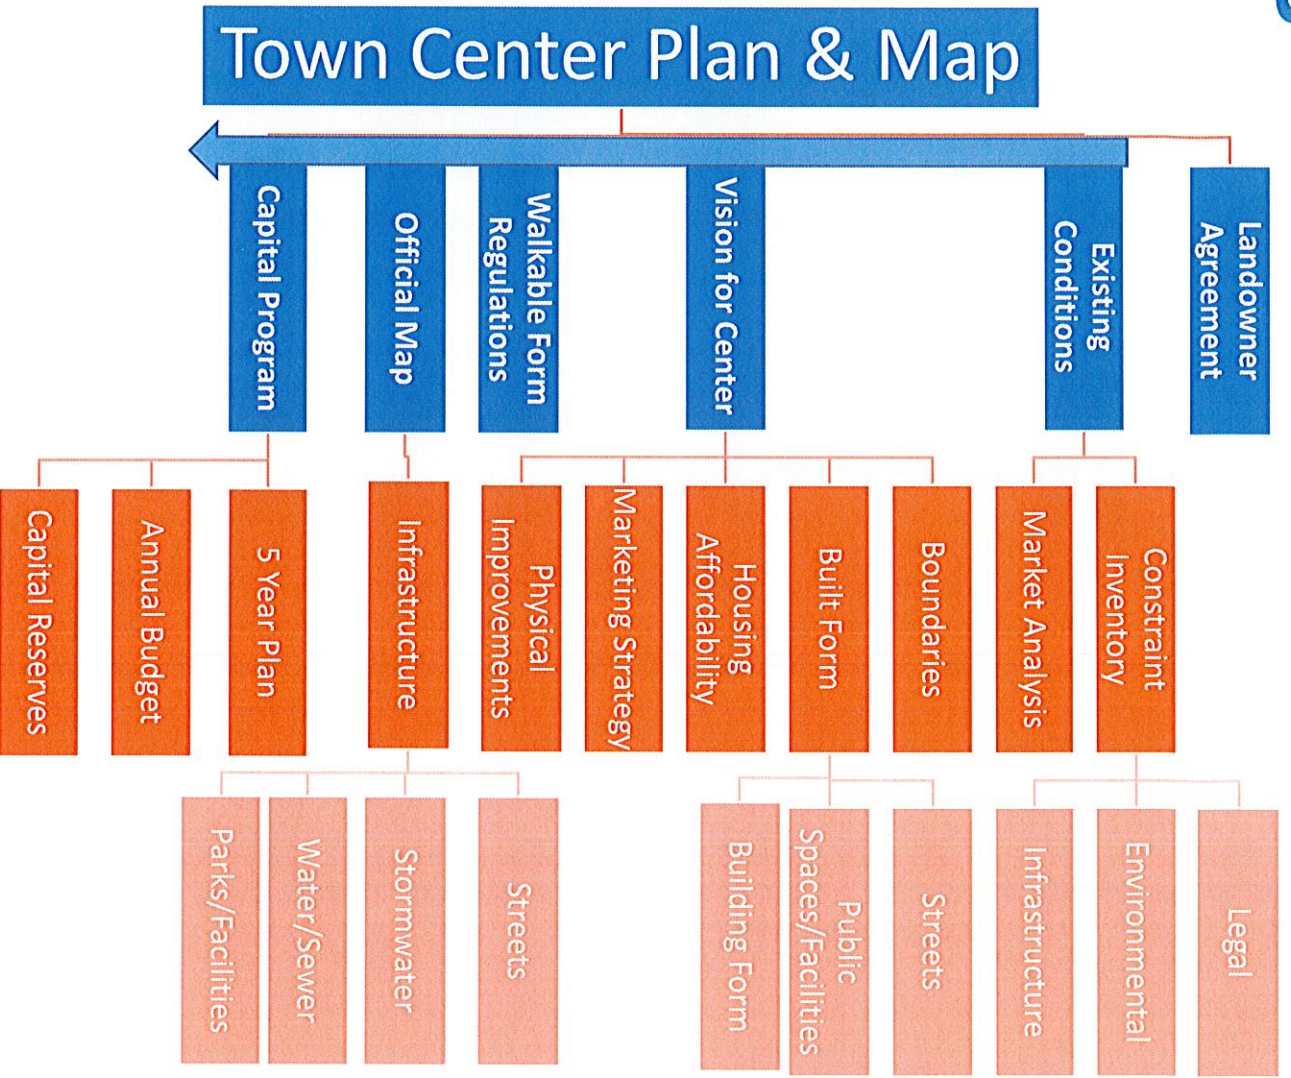 Town Center Plan & Map
Landowner
Agreement
Existing
Conditions
Vision for Center
Walkable Form
Regulations
Official Map
Capital Program
Constraint
Inventory
Market Analysis
Boundaries
Built Form
Housing
Affordability
Marketing Strategy
Physical
Improvements
Infrastructure
5 Year Plan
Annual Budget
Capital Reserves
Legal
Environmental
Infrastructure
Streets
Public
Spaces/Facilities
Building Form
Streets
Stormwater
Water/Sewer
Parks/Facilities